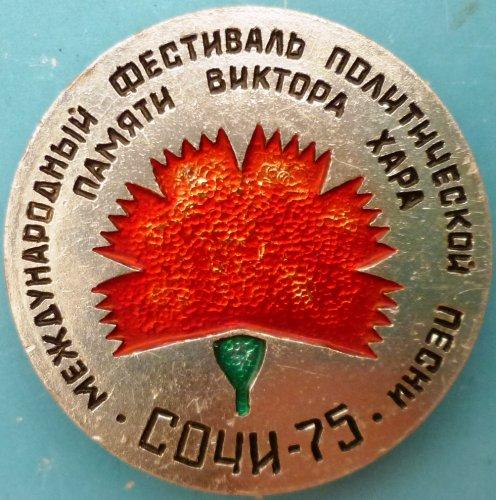 МЕЖДУНАРОДНЫЙ ФЕСТИВАЛЬ ПОЛИТИЧЕСКОЙ ПЕСНИ
ПАМЯТИ ВИКТОРА ХАРА
· СОЧИ-75 ·